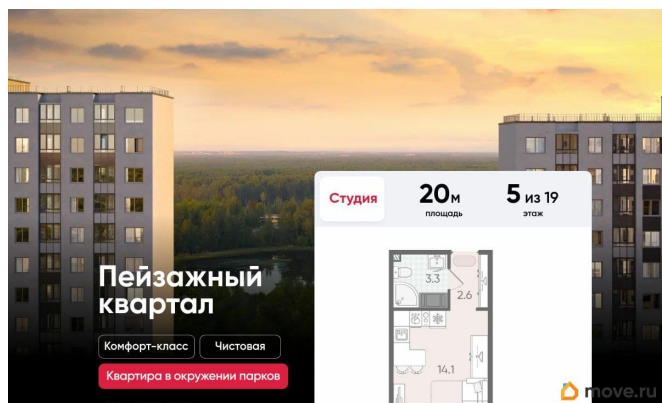 Студия
20м
площадь
5 из 19
этаж
Пейзажный
квартал
Комфорт-класс
Чистовая
Квартира в окружении парков
3.3
2.6
14.1
move.ru